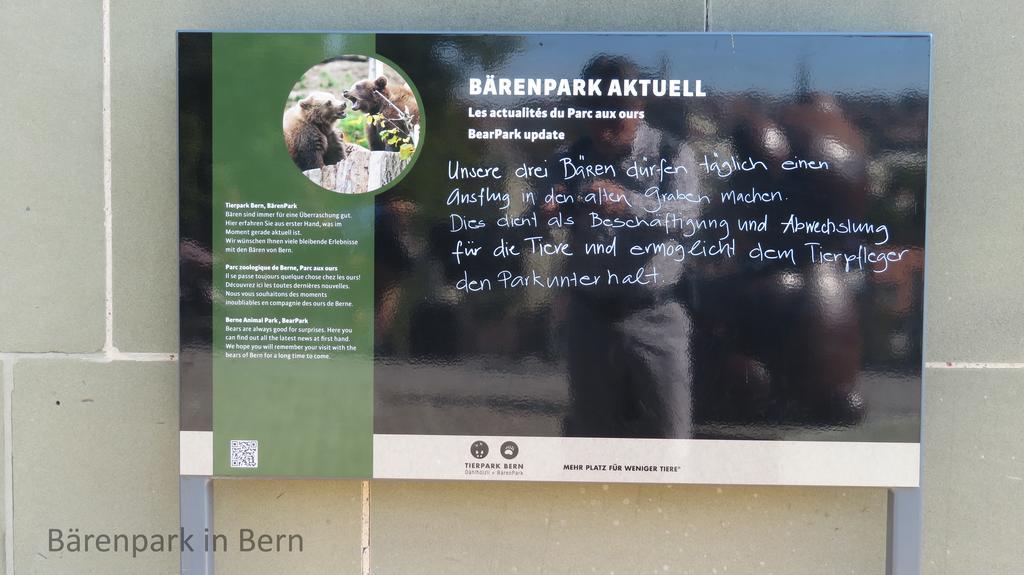 BÄRENPARK AKTUELL
Les actualités du Parc aux ours
BearPark update
Unsere drei Bären dürfen täglich einen
Ausflug in den alten Graben machen.
Dies dient als Beschäftigung und Abwechslung
für die Tiere und ermöglicht dem Tierpfleger
den Parkunterhalt.
Tierpark Bern, BärenPark
Bären sind immer für eine Überraschung gut.
Hier erfahren Sie aus erster Hand, was im
Moment gerade aktuell ist.
Wir wünschen Ihnen viele bleibende Erlebnisse
mit den Bären von Bern.
Parc zoologique de Berne, Parc aux ours
Il se passe toujours quelque chose chez les ours!
Découvrez ici les toutes dernières nouvelles.
Nous vous souhaitons des moments
inoubliables en compagnie des ours de Berne.
Berne Animal Park, BearPark
Bears are always good for surprises. Here you
can find out all the latest news at first hand.
We hope you will remember your visit with the
bears of Bern for a long time to come.
TIERPARK BERN
Dählhölzli + BärenPark
MEHR PLATZ FÜR WENIGER TIERE®
Bärenpark in Bern